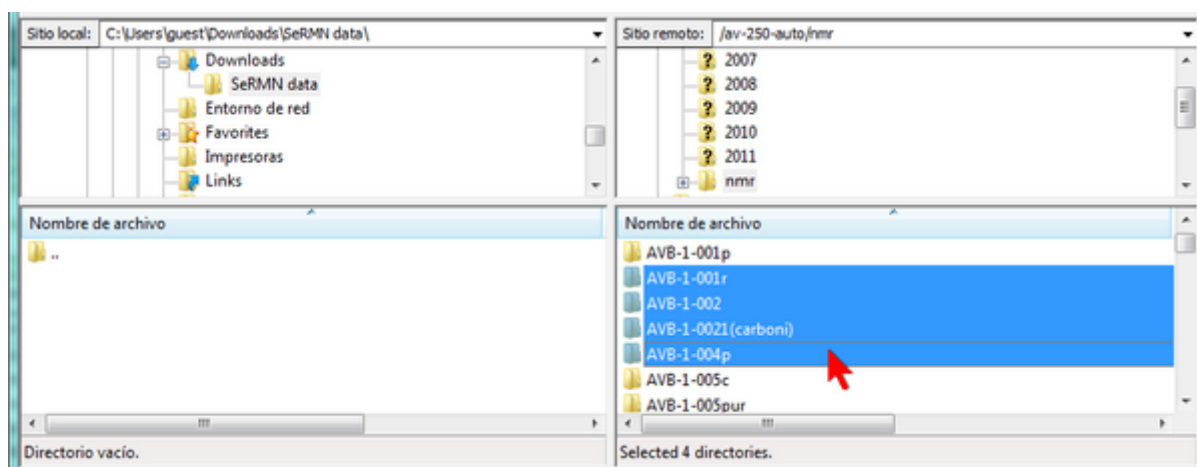 Sitio local: C:\Users\guest\Downloads\SeRMN data\
Downloads
SeRMN data
Entorno de red
Favorites
Impresoras
Links
Nombre de archivo
..
Directorio vacío.
Sitio remoto: /av-250-auto/nmr
2007
2008
2009
2010
2011
nmr
Nombre de archivo
AVB-1-001p
AVB-1-001r
AVB-1-002
AVB-1-0021(carboni)
AVB-1-004p
AVB-1-005c
AVB-1-005pur
Selected 4 directories.